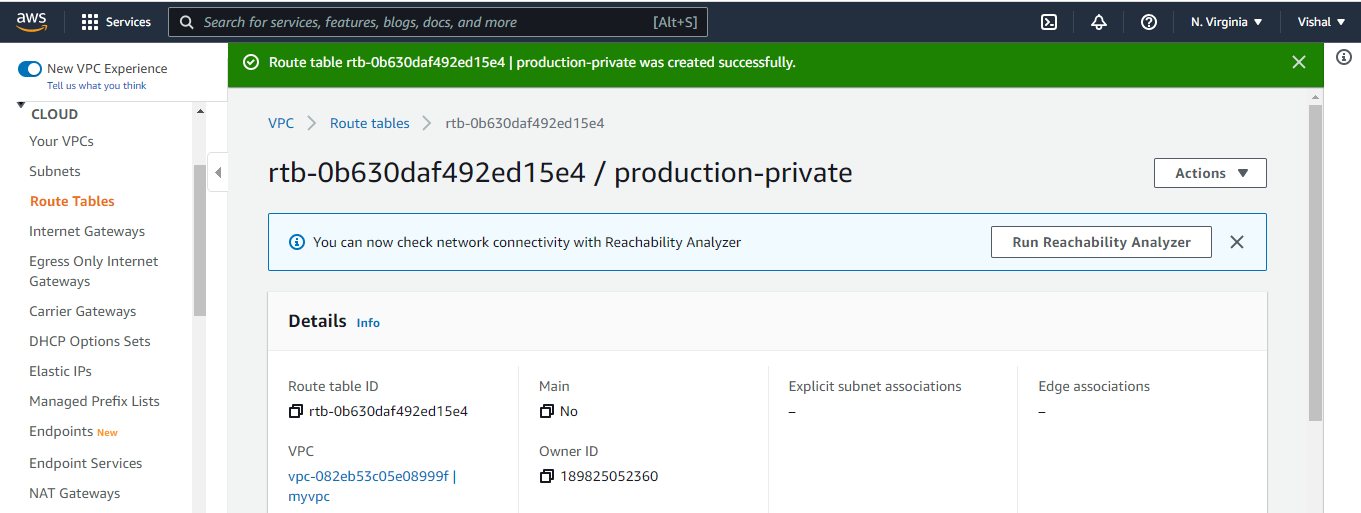 aws Services Search for services, features, blogs, docs, and more [Alt+S] N. Virginia Vishal
New VPC Experience
Tell us what you think
CLOUD
Your VPCs
Subnets
Route Tables
Internet Gateways
Egress Only Internet
Gateways
Carrier Gateways
DHCP Options Sets
Elastic IPs
Managed Prefix Lists
Endpoints New
Endpoint Services
NAT Gateways
Route table rtb-0b630daf492ed15e4 | production-private was created successfully.
VPC Route tables rtb-0b630daf492ed15e4
rtb-0b630daf492ed15e4 / production-private Actions
You can now check network connectivity with Reachability Analyzer Run Reachability Analyzer
Details Info
Route table ID
rtb-0b630daf492ed15e4
Main
No
Explicit subnet associations
–
Edge associations
–
VPC
vpc-082eb53c05e08999f |
myvpc
Owner ID
189825052360